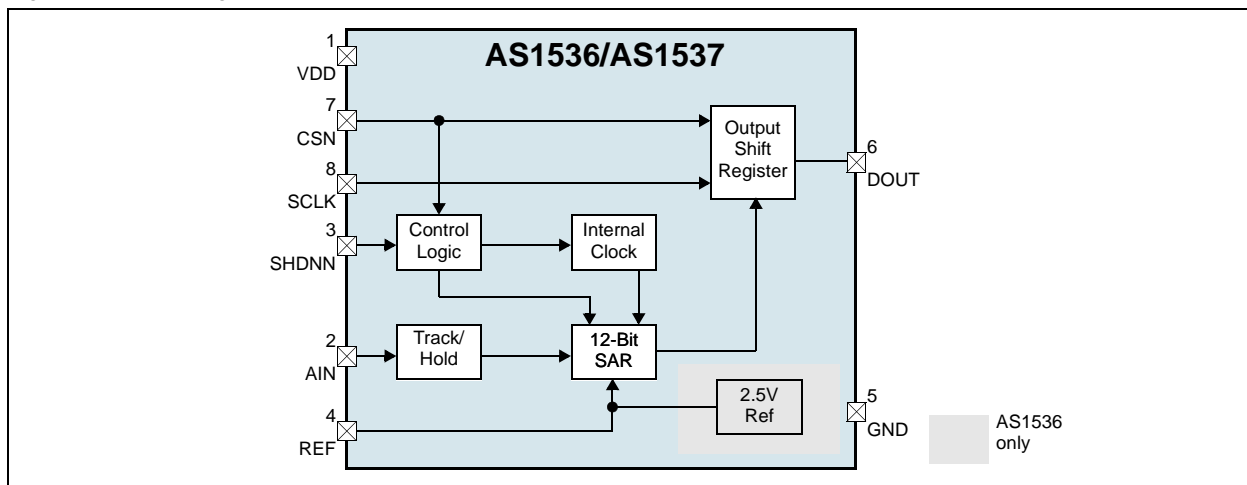 AS1536/AS1537
1
VDD
7
CSN
8
SCLK
3
SHDNN
2
AIN
4
REF
Output
Shift
Register
6
DOUT
Control
Logic
Internal
Clock
Track/
Hold
12-Bit
SAR
2.5V
Ref
5
GND
AS1536
only